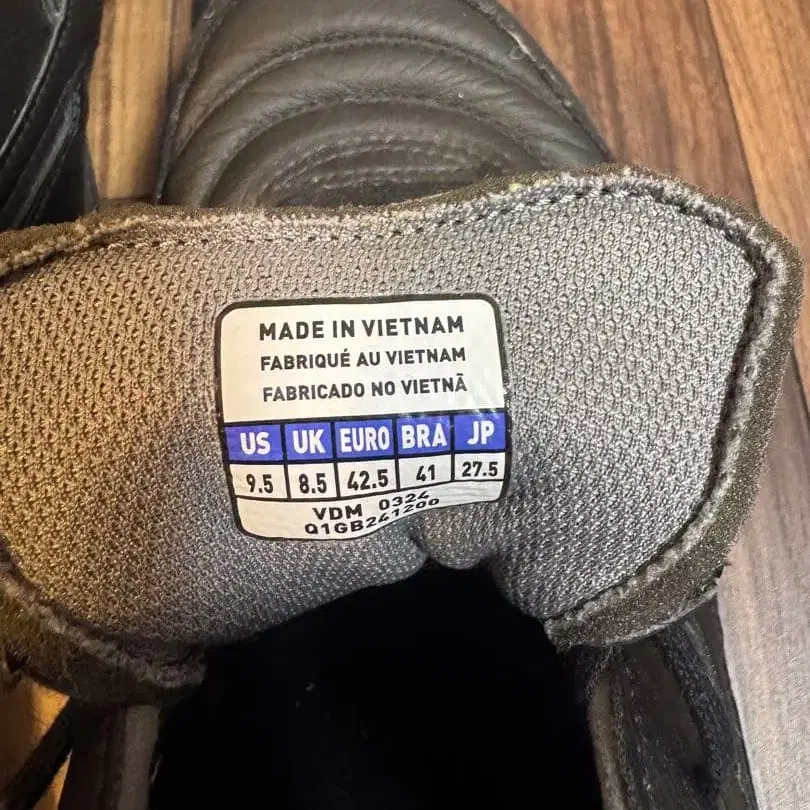 MADE IN VIETNAM
FABRIQUÉ AU VIETNAM
FABRICADO NO VIETNÃ
US UK EURO BRA JP
9.5 8.5 42.5 41 27.5
VDM 0324
Q1GB241200